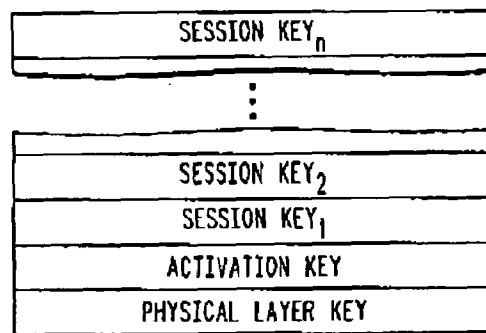 SESSION KEYn
SESSION KEY2
SESSION KEY1
ACTIVATION KEY
PHYSICAL LAYER KEY